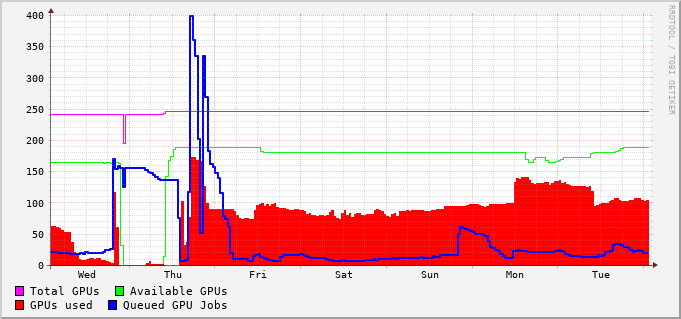 400
350
300
250
200
150
100
50
0
Wed Thu Fri Sat Sun Mon Tue
Total GPUs Available GPUs
GPUs used Queued GPU Jobs
RRDTOOL / TOBI OETIKER